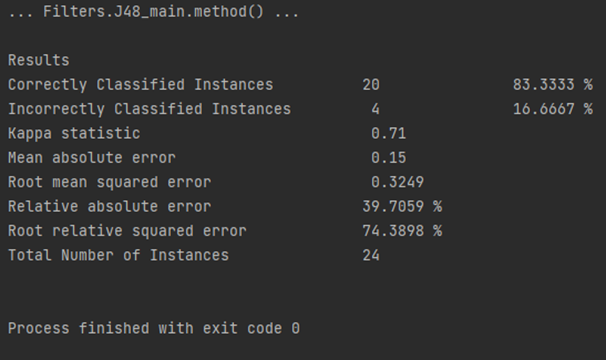 ... Filters.J48_main.method() ...
Results
Correctly Classified Instances 20 83.3333 %
Incorrectly Classified Instances 4 16.6667 %
Kappa statistic 0.71
Mean absolute error 0.15
Root mean squared error 0.3249
Relative absolute error 39.7059 %
Root relative squared error 74.3898 %
Total Number of Instances 24
Process finished with exit code 0